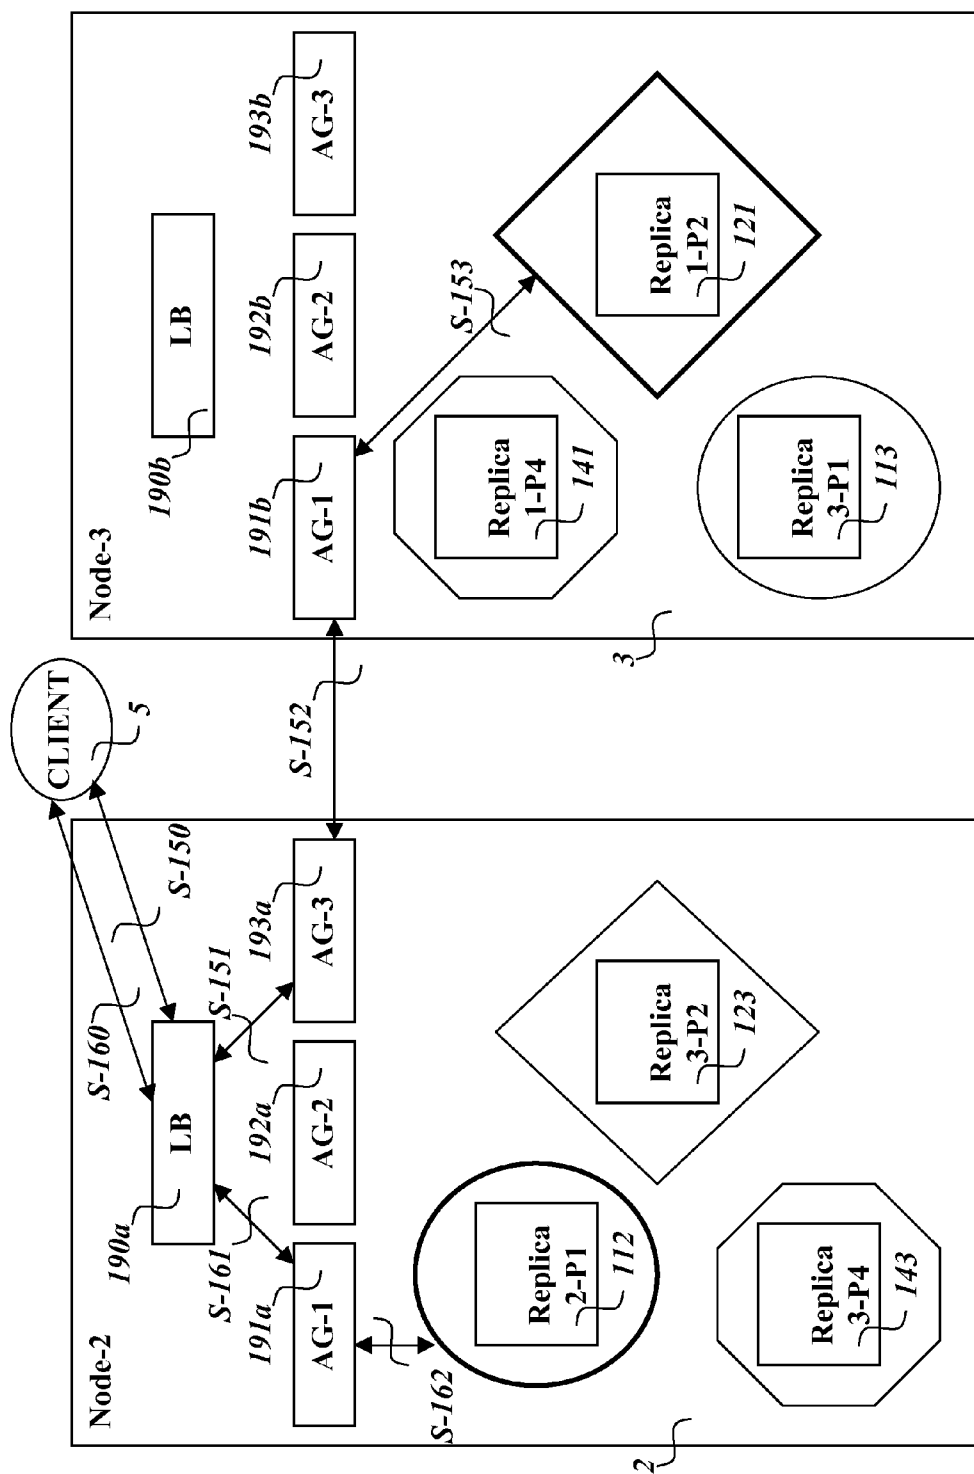 Node-2
190a
LB
S-160
S-150
CLIENT
5
S-161
S-151
191a
192a
193a
AG-1
AG-2
AG-3
S-152
S-162
Replica
2-P1
112
Replica
3-P2
123
Replica
3-P4
143
2
Node-3
190b
LB
191b
192b
193b
AG-1
AG-2
AG-3
S-153
Replica
1-P4
141
Replica
1-P2
121
Replica
3-P1
113
3